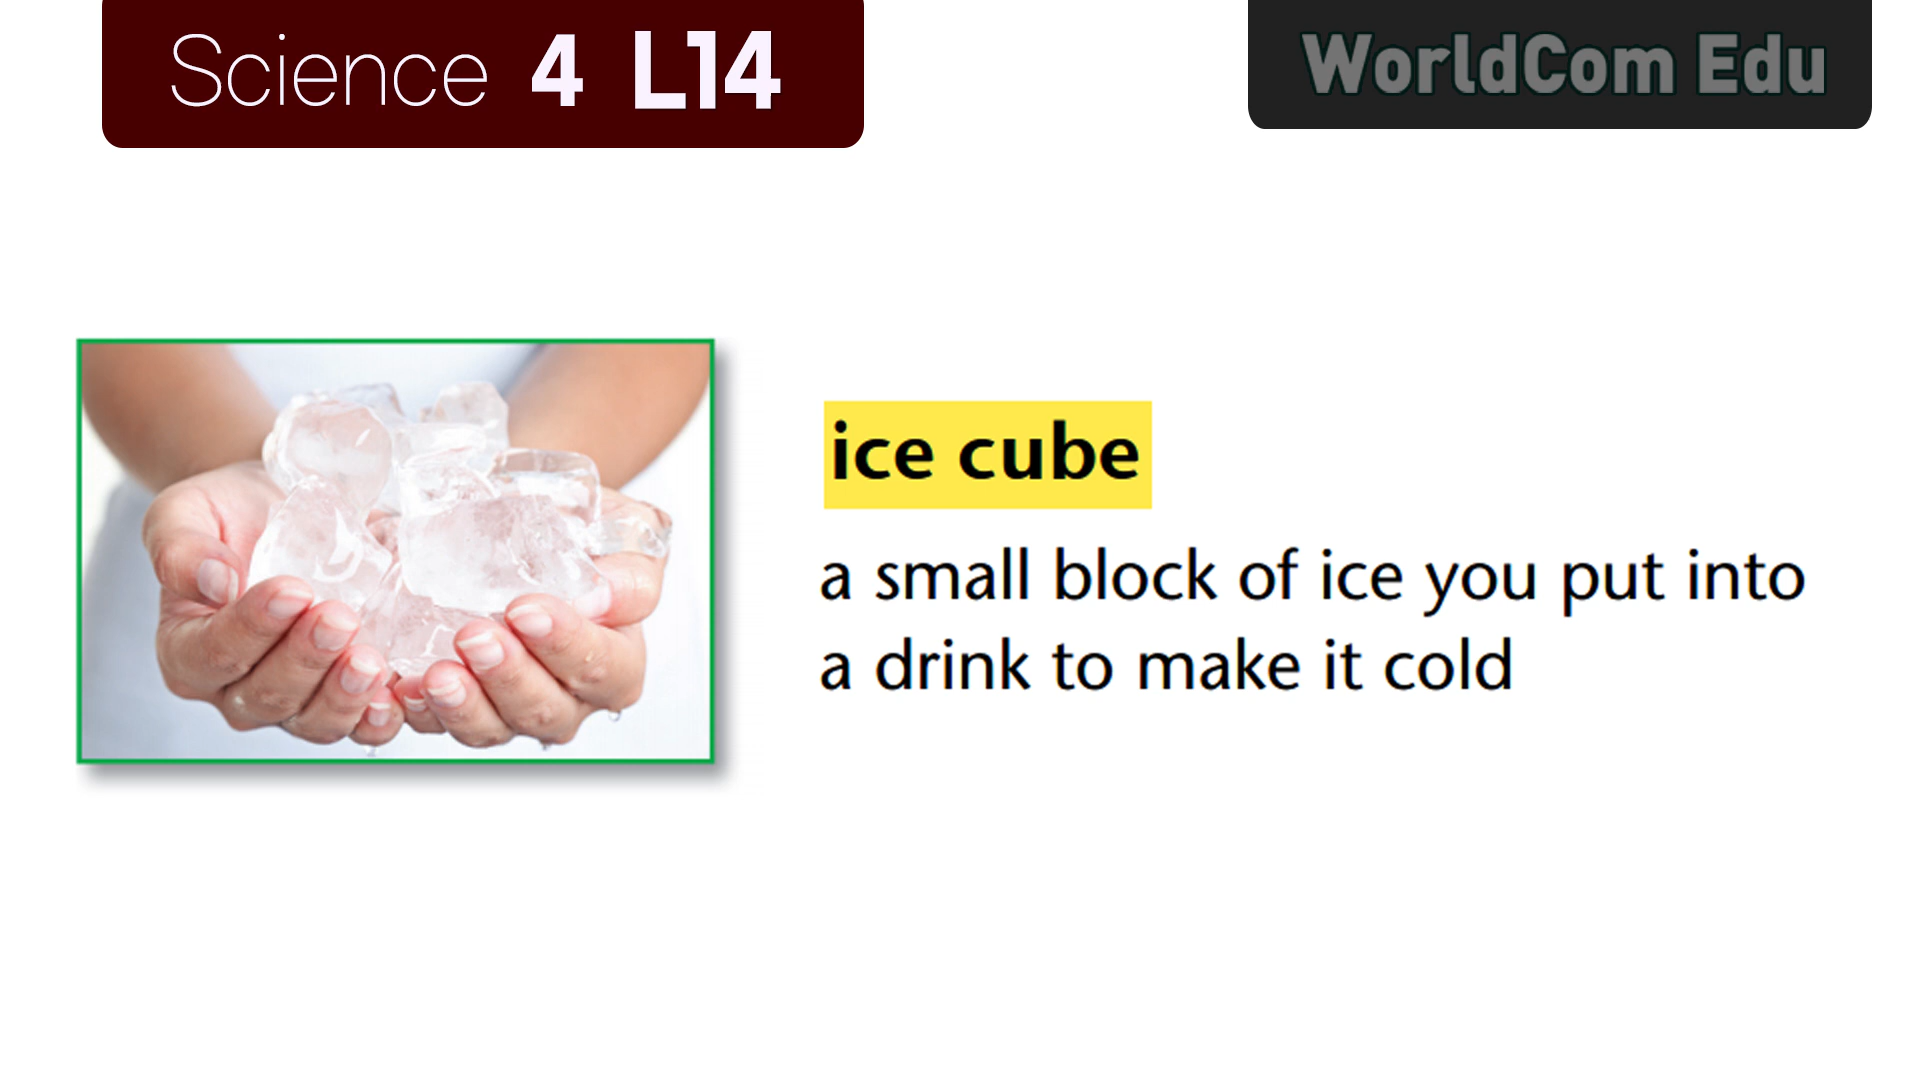 Science 4 L14
WorldCom Edu
ice cube
a small block of ice you put into
a drink to make it cold